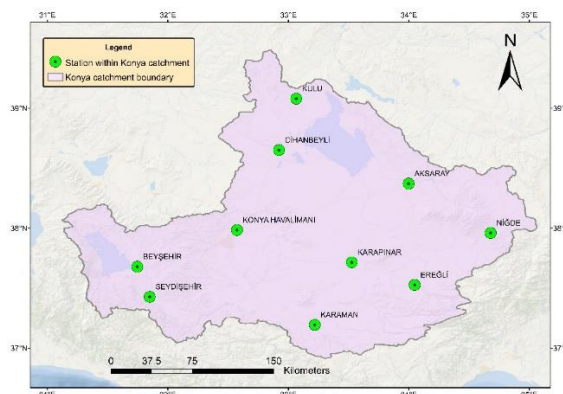 31°E 32°E 33°E 34°E 35°E
Legend
Station within Konya catchment
Konya catchment boundary
N
39°N
39°N
KULU
CİHANBEYLİ
AKSARAY
38°N
38°N
KONYA HAVALİMANI
NİĞDE
BEYŞEHİR
KARAPINAR
SEYDİŞEHİR
EREĞLİ
KARAMAN
37°N
37°N
0 37.5 75 150
Kilometers